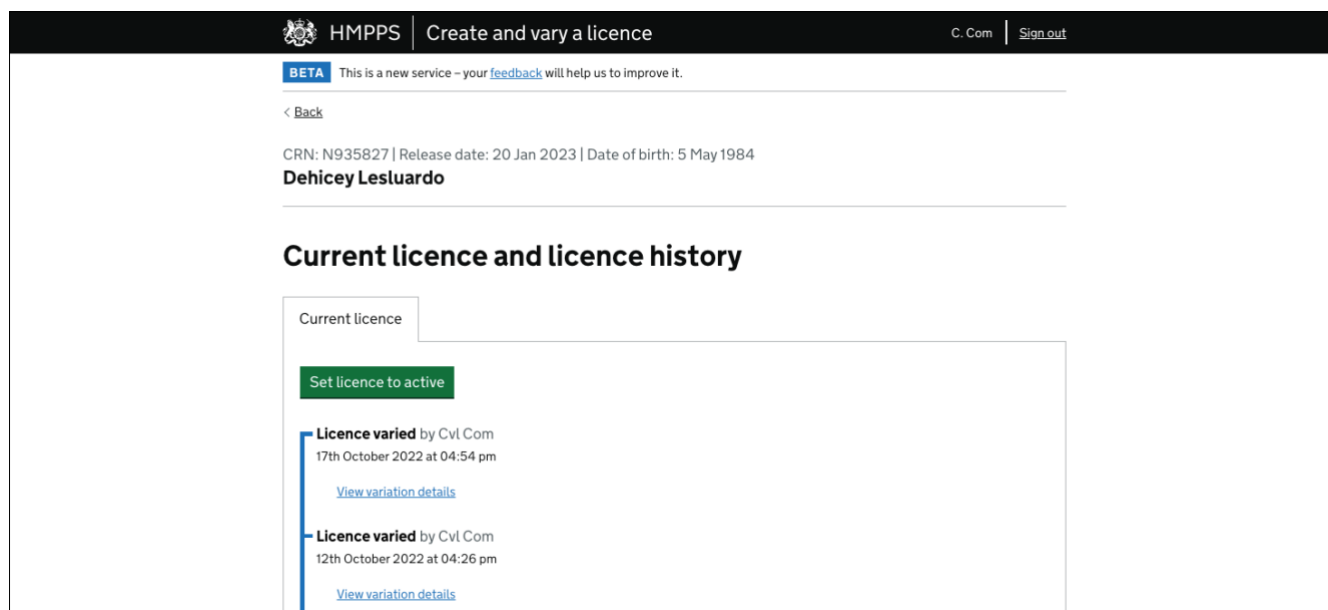 HMPPS Create and vary a licence C. Com Sign out
BETA This is a new service – your feedback will help us to improve it.
< Back
CRN: N935827 | Release date: 20 Jan 2023 | Date of birth: 5 May 1984
Dehicey Lesluardo
Current licence and licence history
Current licence
Set licence to active
Licence varied by Cvl Com
17th October 2022 at 04:54 pm
View variation details
Licence varied by Cvl Com
12th October 2022 at 04:26 pm
View variation details